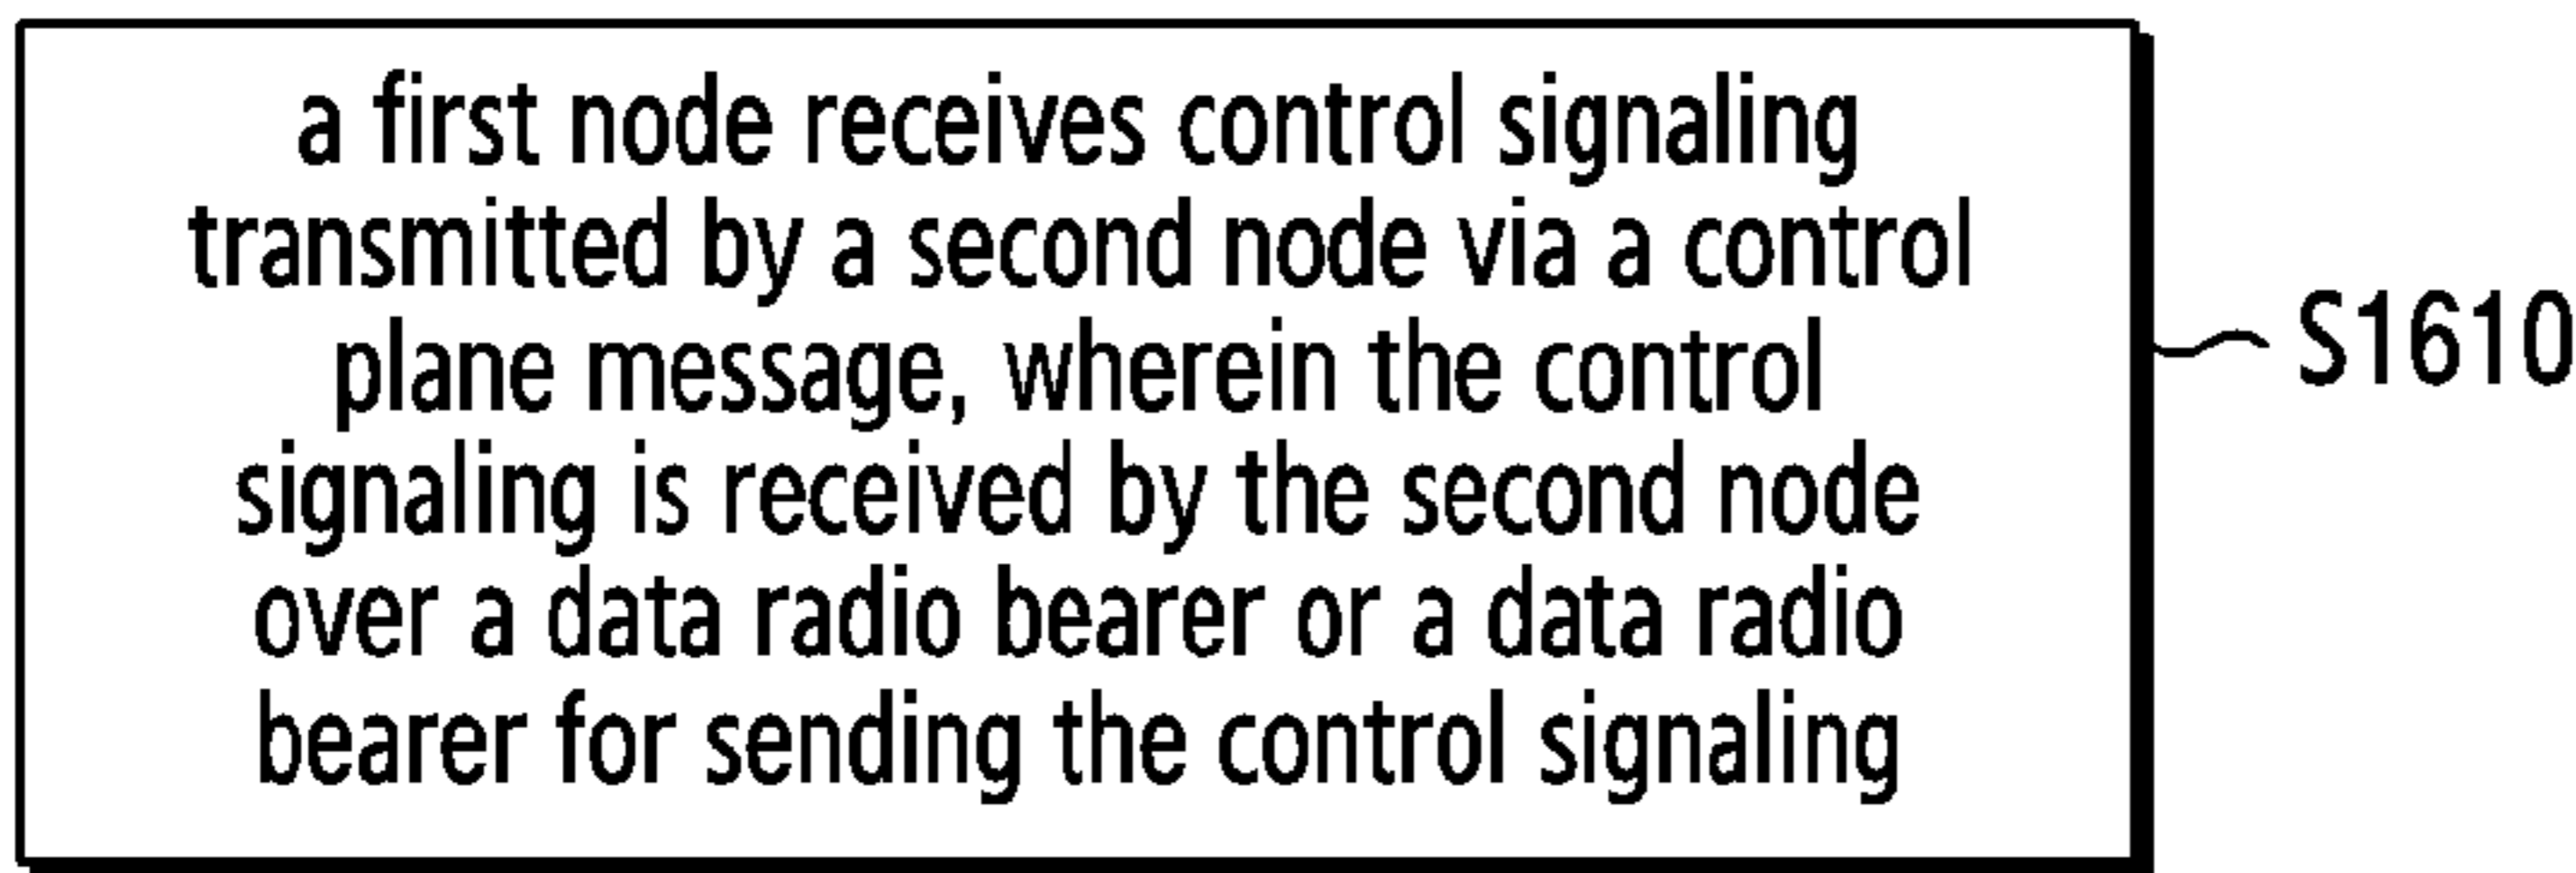 a first node receives control signaling
transmitted by a second node via a control
plane message, wherein the control
signaling is received by the second node
over a data radio bearer or a data radio
bearer for sending the control signaling
S1610